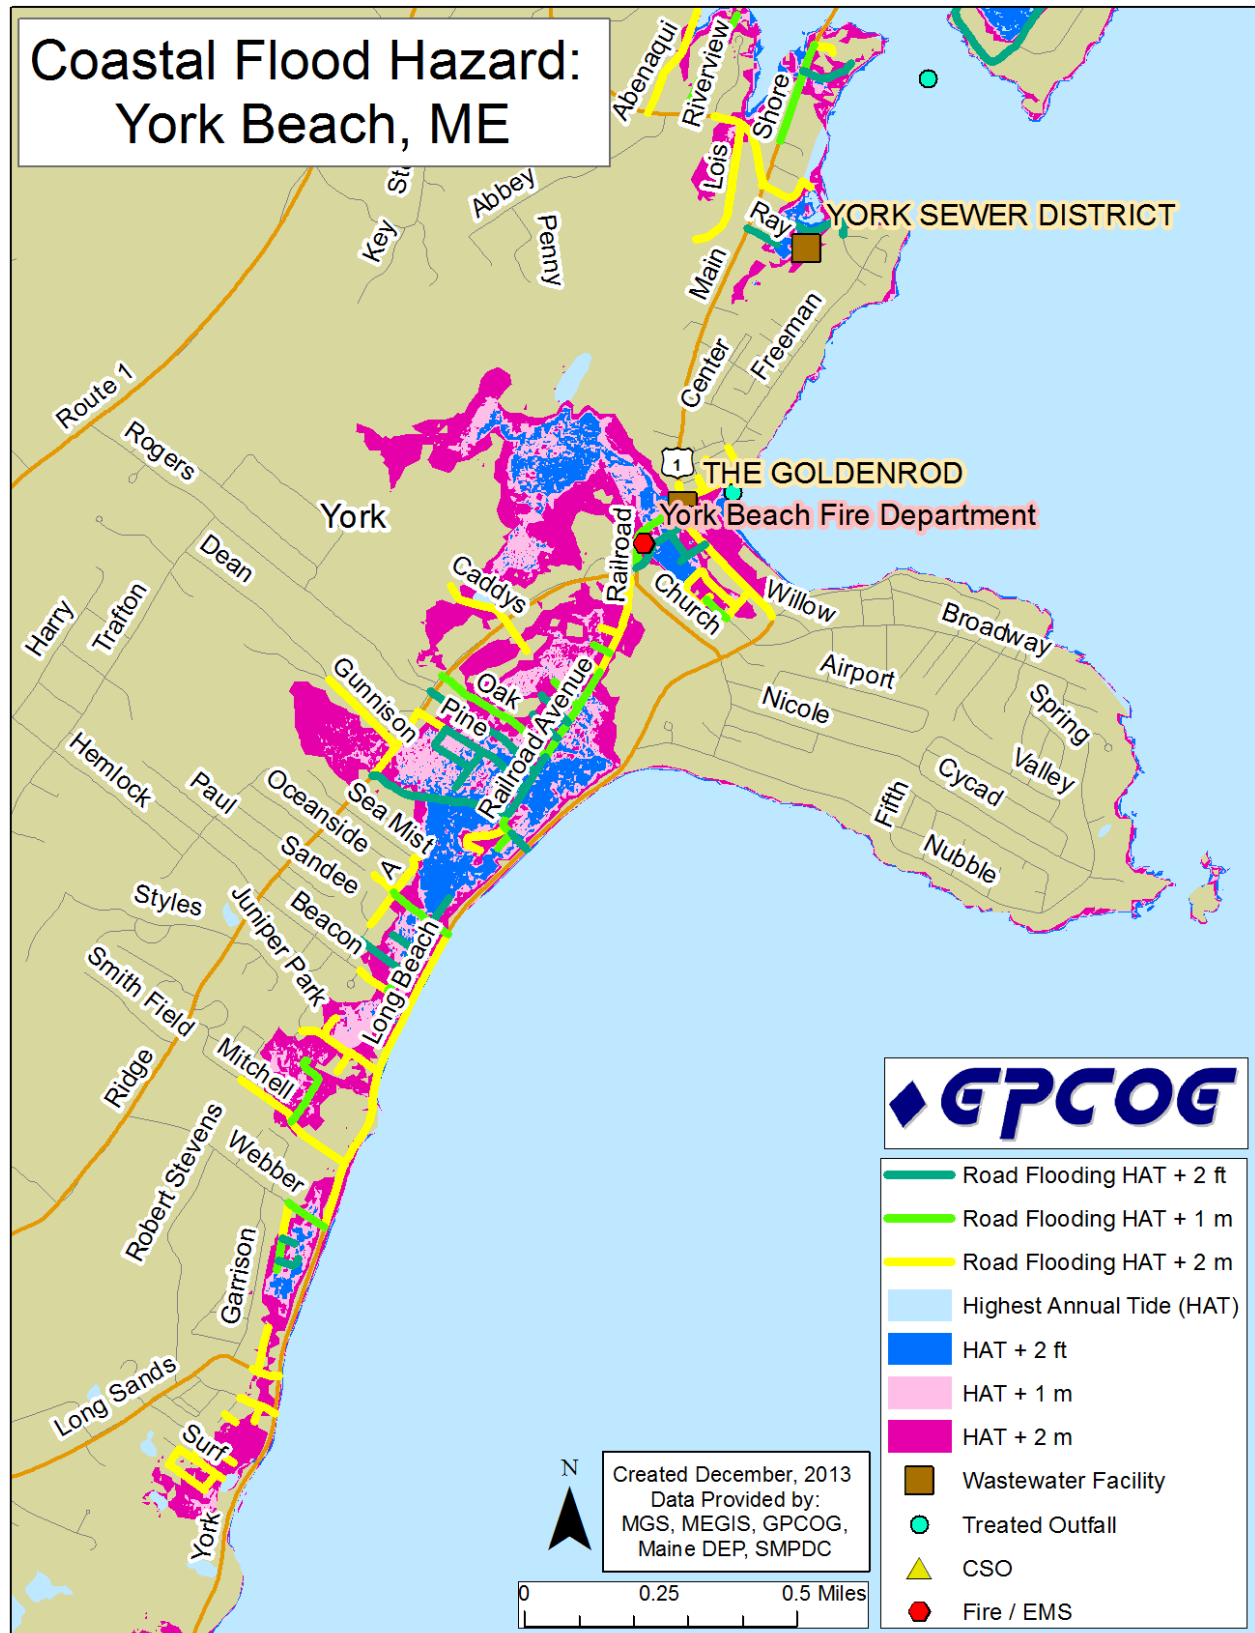 Coastal Flood Hazard:
York Beach, ME
Abenaqui
Riverview
Shore
Lois
Abbey
Key
Penny
Ray
YORK SEWER DISTRICT
Main
Center
Freeman
Route 1
Rogers
York
Dean
1
THE GOLDENROD
York Beach Fire Department
Railroad
Caddys
Church
Willow
Broadway
Harry
Trafton
Airport
Nicole
Spring
Valley
Cycad
Fifth
Nubble
Gunnison
Oak
Pine
Railroad Avenue
Hemlock
Paul
Oceanside
Sea Mist
Sandee
A
Beacon
Styles
Juniper Park
Long Beach
Smith Field
Mitchell
Ridge
Webber
Robert Stevens
Garrison
Long Sands
Surf
York
GPCOG
Road Flooding HAT + 2 ft
Road Flooding HAT + 1 m
Road Flooding HAT + 2 m
Highest Annual Tide (HAT)
HAT + 2 ft
HAT + 1 m
HAT + 2 m
Wastewater Facility
Treated Outfall
CSO
Fire / EMS
N
Created December, 2013
Data Provided by:
MGS, MEGIS, GPCOG,
Maine DEP, SMPDC
0 0.25 0.5 Miles